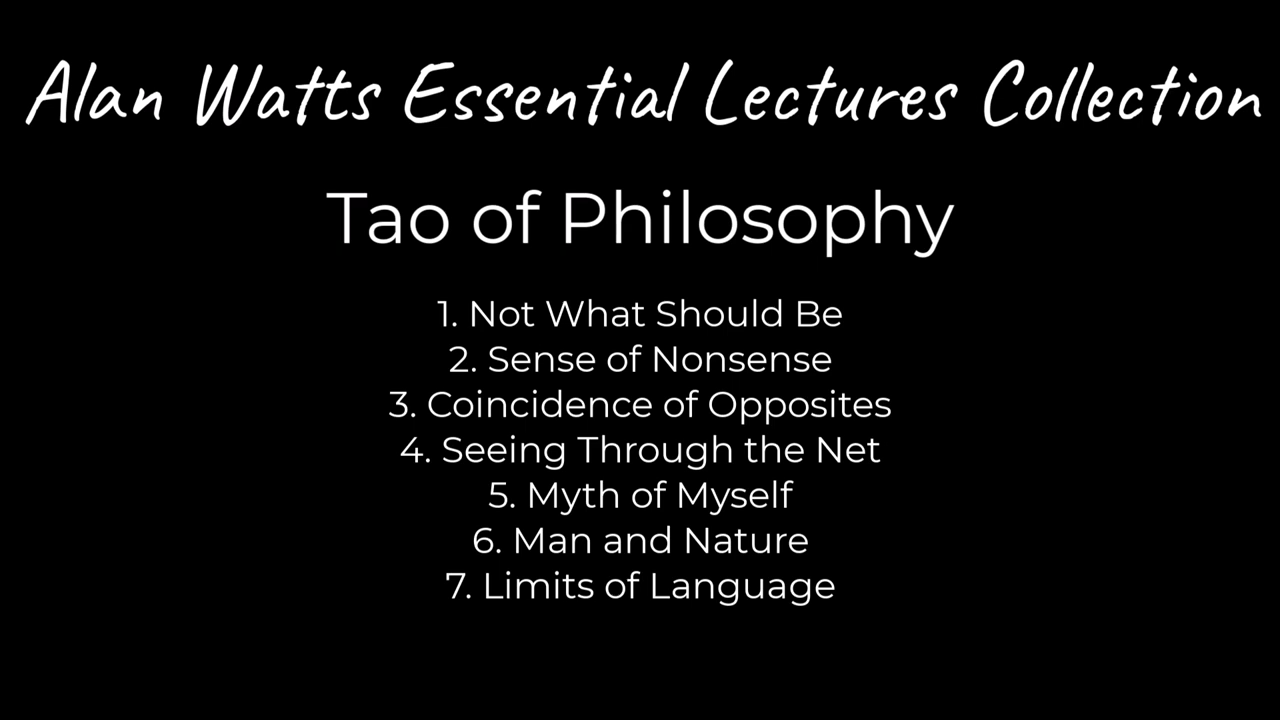 Alan Watts Essential Lectures Collection
Tao of Philosophy
1. Not What Should Be
2. Sense of Nonsense
3. Coincidence of Opposites
4. Seeing Through the Net
5. Myth of Myself
6. Man and Nature
7. Limits of Language